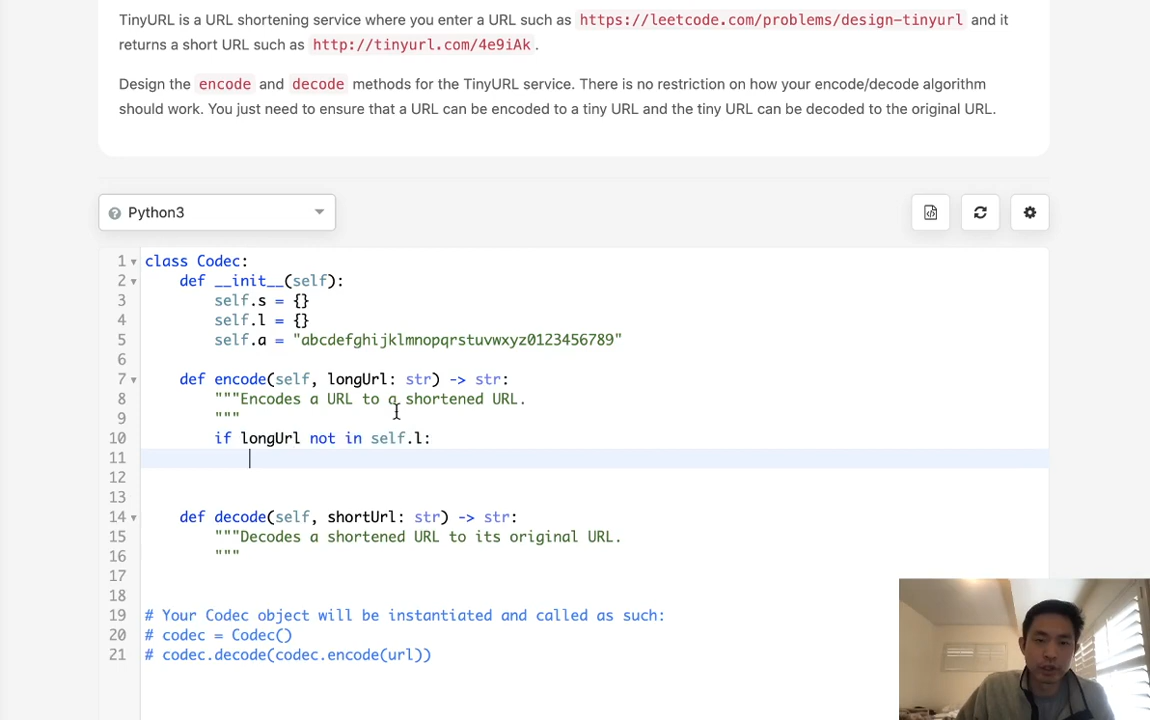 TinyURL is a URL shortening service where you enter a URL such as https://leetcode.com/problems/design-tinyurl and it
returns a short URL such as http://tinyurl.com/4e9iAk.
Design the encode and decode methods for the TinyURL service. There is no restriction on how your encode/decode algorithm
should work. You just need to ensure that a URL can be encoded to a tiny URL and the tiny URL can be decoded to the original URL.
Python3
1 class Codec:
2 def __init__(self):
3 self.s = {}
4 self.l = {}
5 self.a = "abcdefghijklmnopqrstuvwxyz0123456789"
6
7 def encode(self, longUrl: str) -> str:
8 """Encodes a URL to a shortened URL.
9 """
10 if longUrl not in self.l:
11
12
13
14 def decode(self, shortUrl: str) -> str:
15 """Decodes a shortened URL to its original URL.
16 """
17
18
19 # Your Codec object will be instantiated and called as such:
20 # codec = Codec()
21 # codec.decode(codec.encode(url))